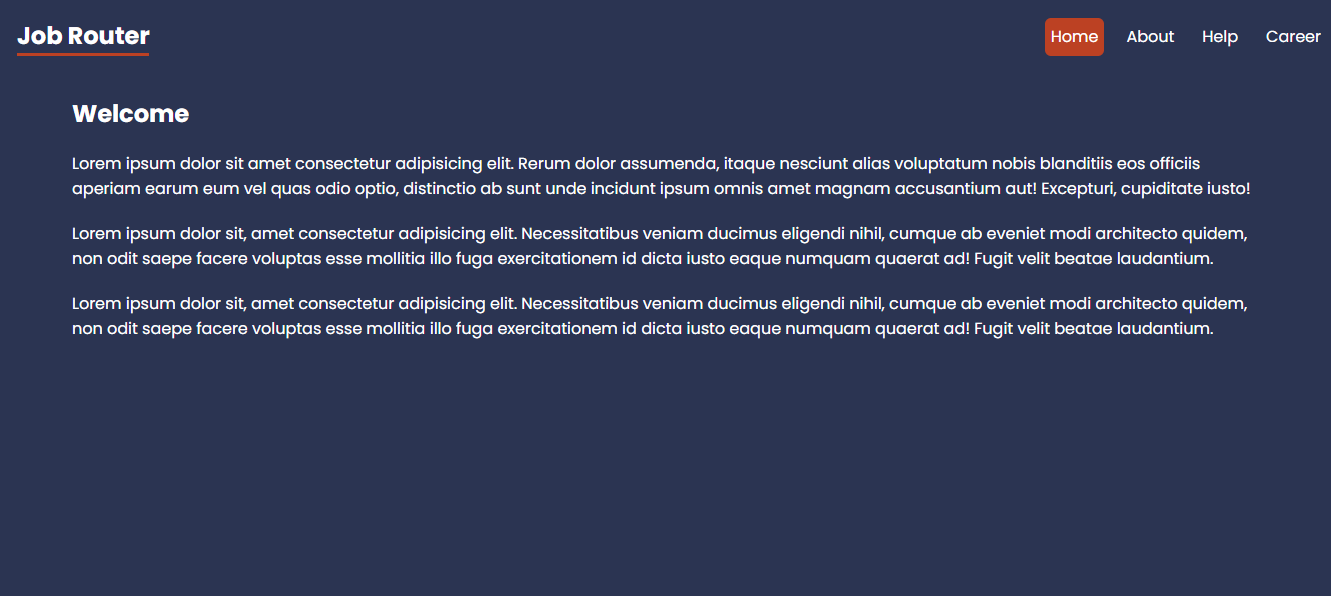 Job Router
Home About Help Career
Welcome
Lorem ipsum dolor sit amet consectetur adipisicing elit. Rerum dolor assumenda, itaque nesciunt alias voluptatum nobis blanditiis eos officiis
aperiam earum eum vel quas odio optio, distinctio ab sunt unde incidunt ipsum omnis amet magnam accusantium aut! Excepturi, cupiditate iusto!
Lorem ipsum dolor sit, amet consectetur adipisicing elit. Necessitatibus veniam ducimus eligendi nihil, cumque ab eveniet modi architecto quidem,
non odit saepe facere voluptas esse mollitia illo fuga exercitationem id dicta iusto eaque numquam quaerat ad! Fugit velit beatae laudantium.
Lorem ipsum dolor sit, amet consectetur adipisicing elit. Necessitatibus veniam ducimus eligendi nihil, cumque ab eveniet modi architecto quidem,
non odit saepe facere voluptas esse mollitia illo fuga exercitationem id dicta iusto eaque numquam quaerat ad! Fugit velit beatae laudantium.